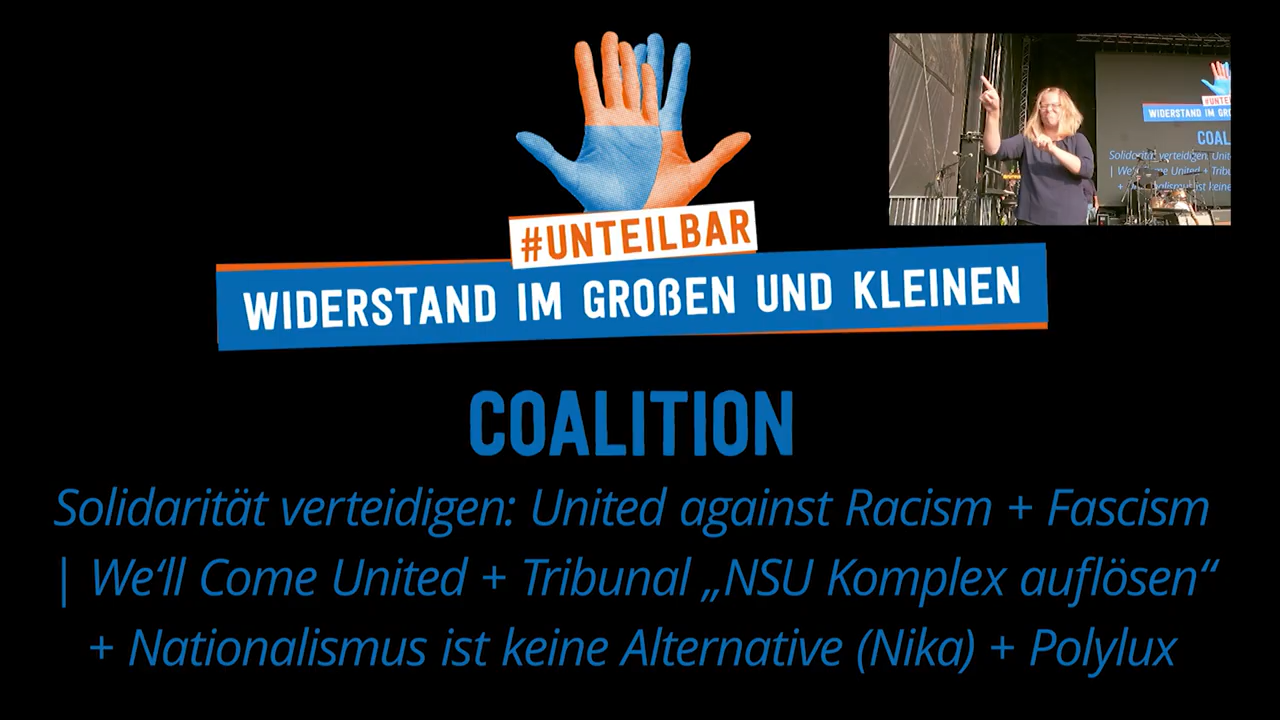 #UNTEILBAR
WIDERSTAND IM GROßEN UND KLEINEN
COALITION
Solidarität verteidigen: United against Racism + Fascism
| We‘ll Come United + Tribunal „NSU Komplex auflösen“
+ Nationalismus ist keine Alternative (Nika) + Polylux